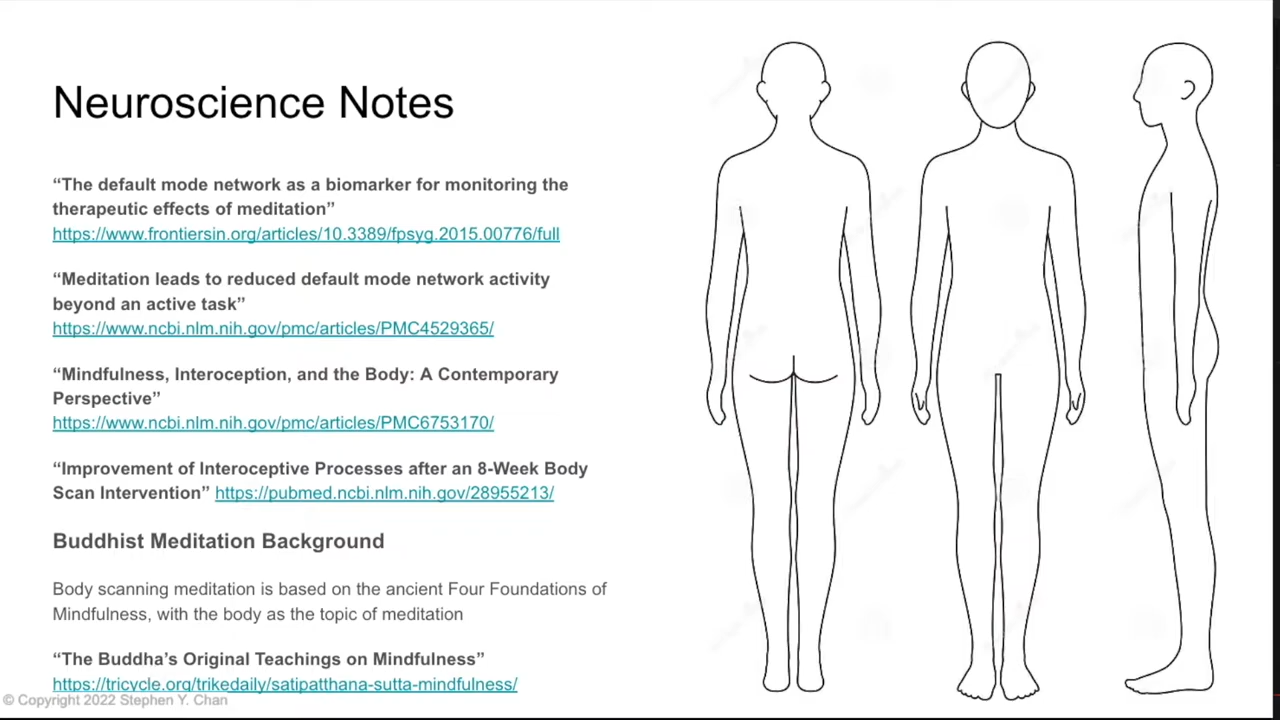 Neuroscience Notes
“The default mode network as a biomarker for monitoring the
therapeutic effects of meditation”
https://www.frontiersin.org/articles/10.3389/fpsyg.2015.00776/full
“Meditation leads to reduced default mode network activity
beyond an active task”
https://www.ncbi.nlm.nih.gov/pmc/articles/PMC4529365/
“Mindfulness, Interoception, and the Body: A Contemporary
Perspective”
https://www.ncbi.nlm.nih.gov/pmc/articles/PMC6753170/
“Improvement of Interoceptive Processes after an 8-Week Body
Scan Intervention” https://pubmed.ncbi.nlm.nih.gov/28955213/
Buddhist Meditation Background
Body scanning meditation is based on the ancient Four Foundations of
Mindfulness, with the body as the topic of meditation
“The Buddha’s Original Teachings on Mindfulness”
https://tricycle.org/trikedaily/satipatthana-sutta-mindfulness/
© Copyright 2022 Stephen Y. Chan